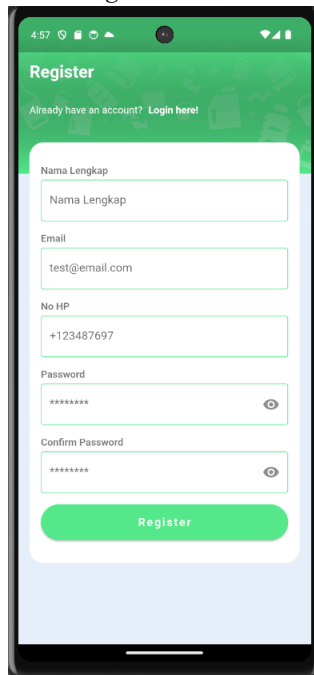 4:57
Register
Already have an account? Login here!
Nama Lengkap
Nama Lengkap
Email
test@email.com
No HP
+123487697
Password
********
Confirm Password
********
Register